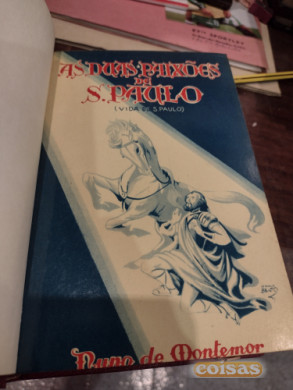 AS DUAS PAIXÕES
DE
S. PAULO
(VIDA DE S. PAULO)
Nuno de Montemor
coisas